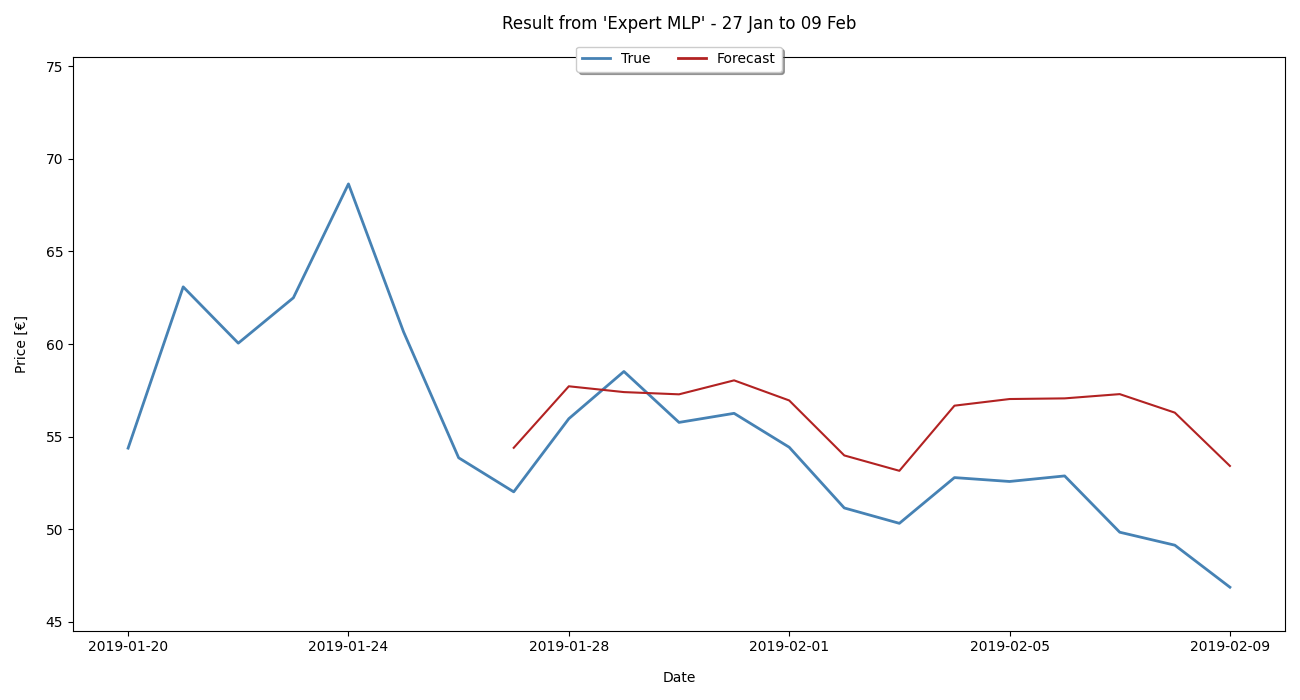 Result from 'Expert MLP' - 27 Jan to 09 Feb
True Forecast
75
70
65
60
55
50
45
Price [€]
2019-01-20 2019-01-24 2019-01-28 2019-02-01 2019-02-05 2019-02-09
Date